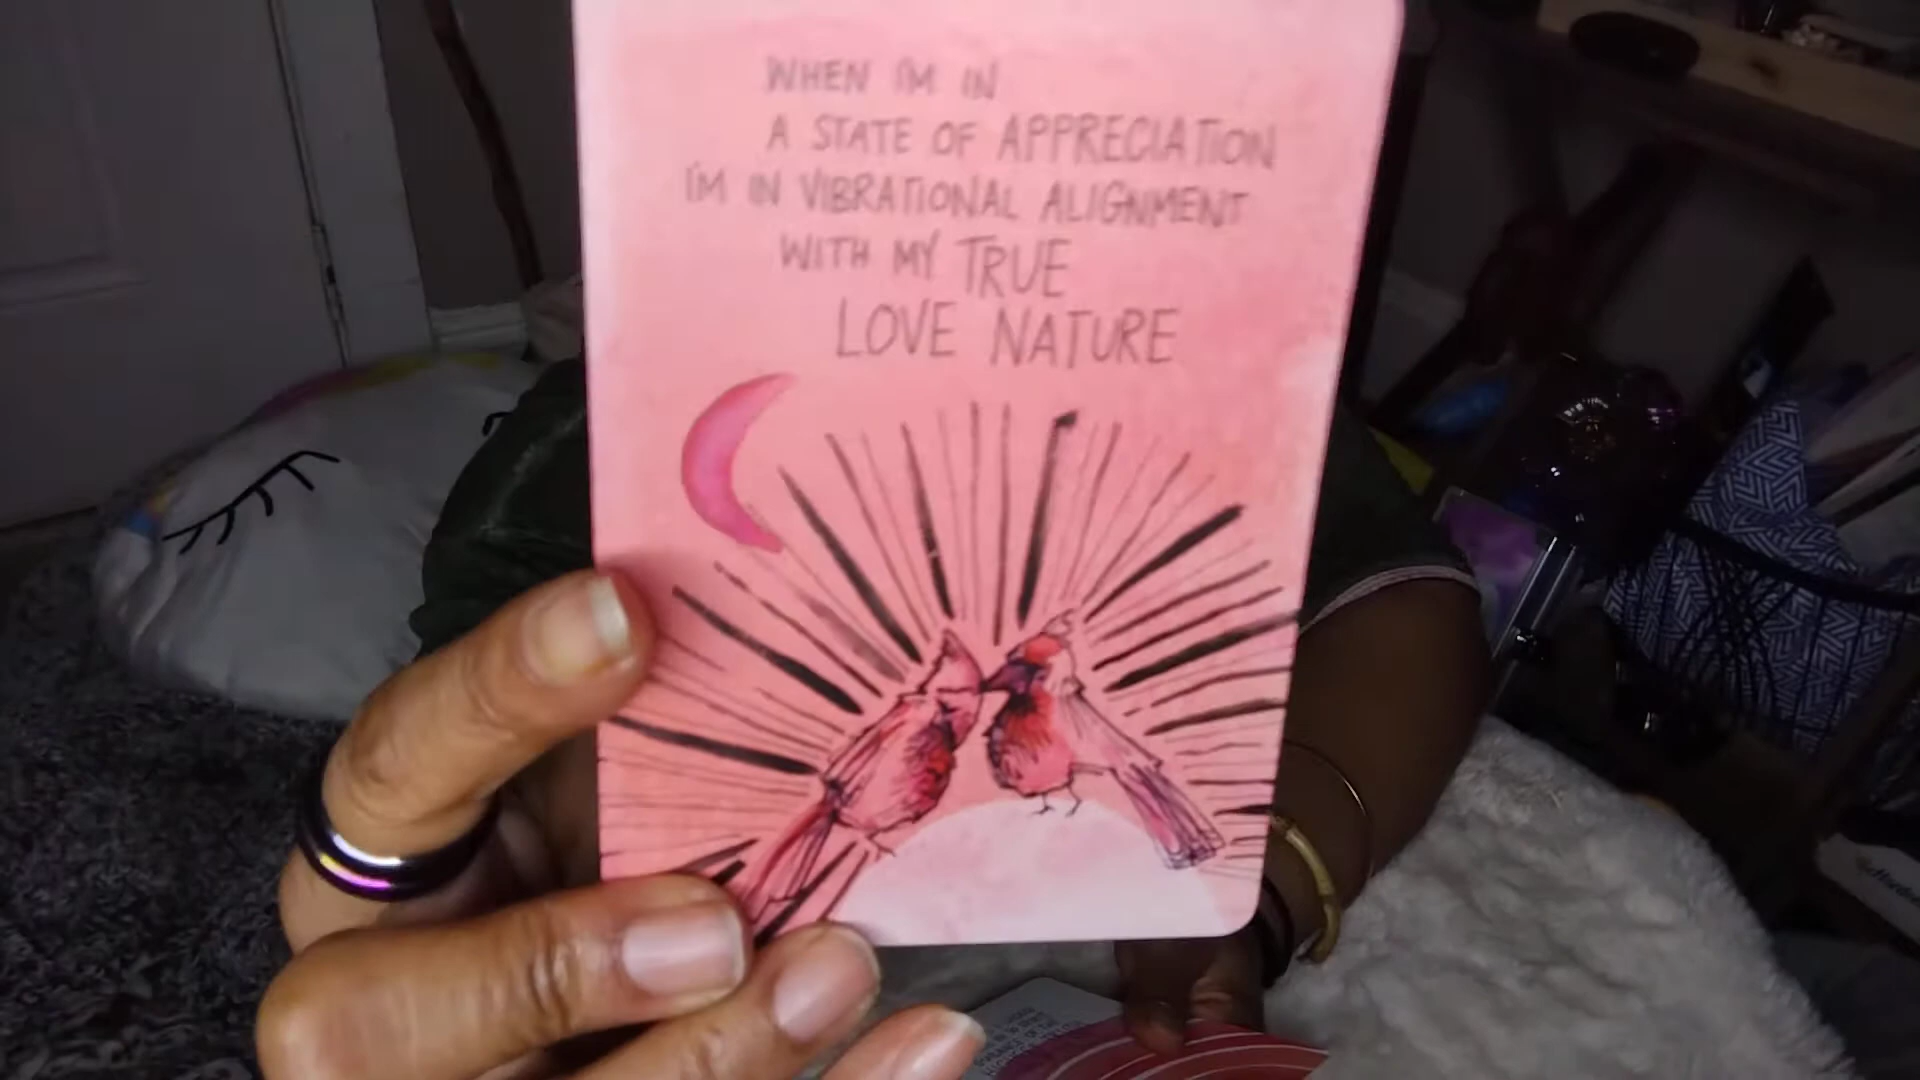 WHEN I'M IN
A STATE OF APPRECIATION
I'M IN VIBRATIONAL ALIGNMENT
WITH MY TRUE
LOVE NATURE